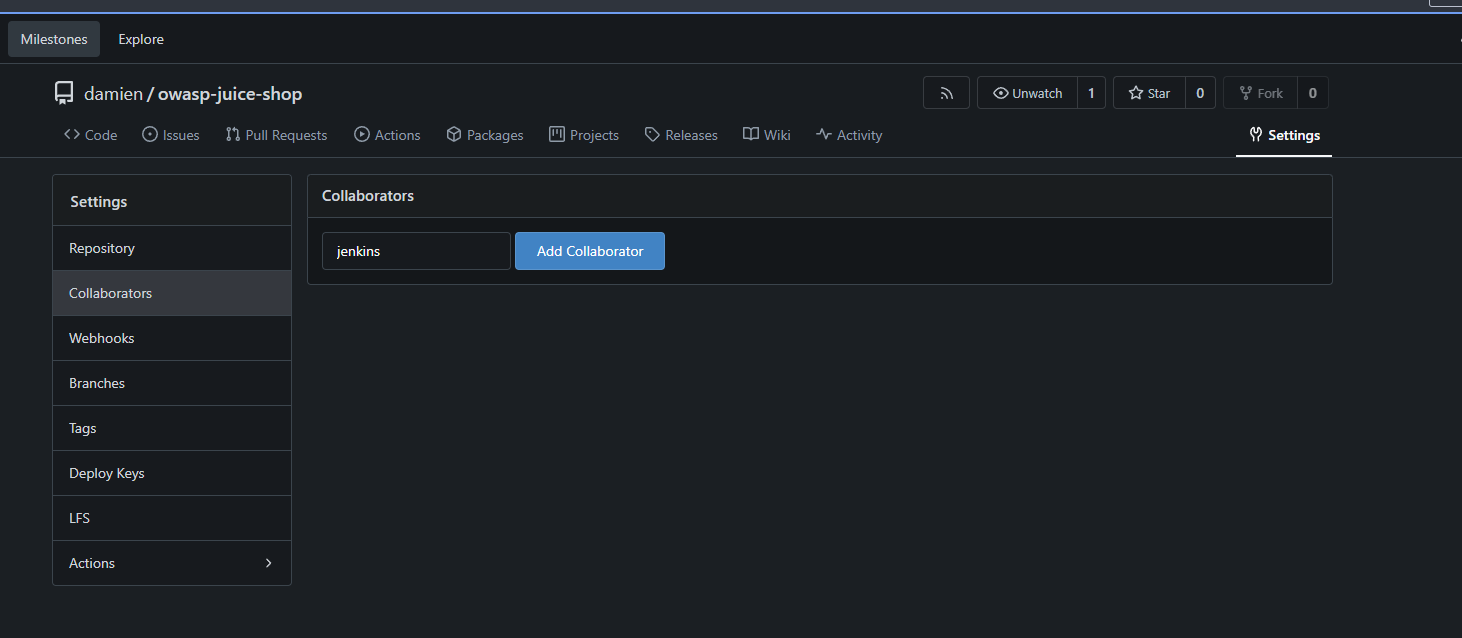 Milestones Explore
damien / owasp-juice-shop Unwatch 1 Star 0 Fork 0
Code Issues Pull Requests Actions Packages Projects Releases Wiki Activity Settings
Settings
Repository
Collaborators
Webhooks
Branches
Tags
Deploy Keys
LFS
Actions
Collaborators
jenkins Add Collaborator